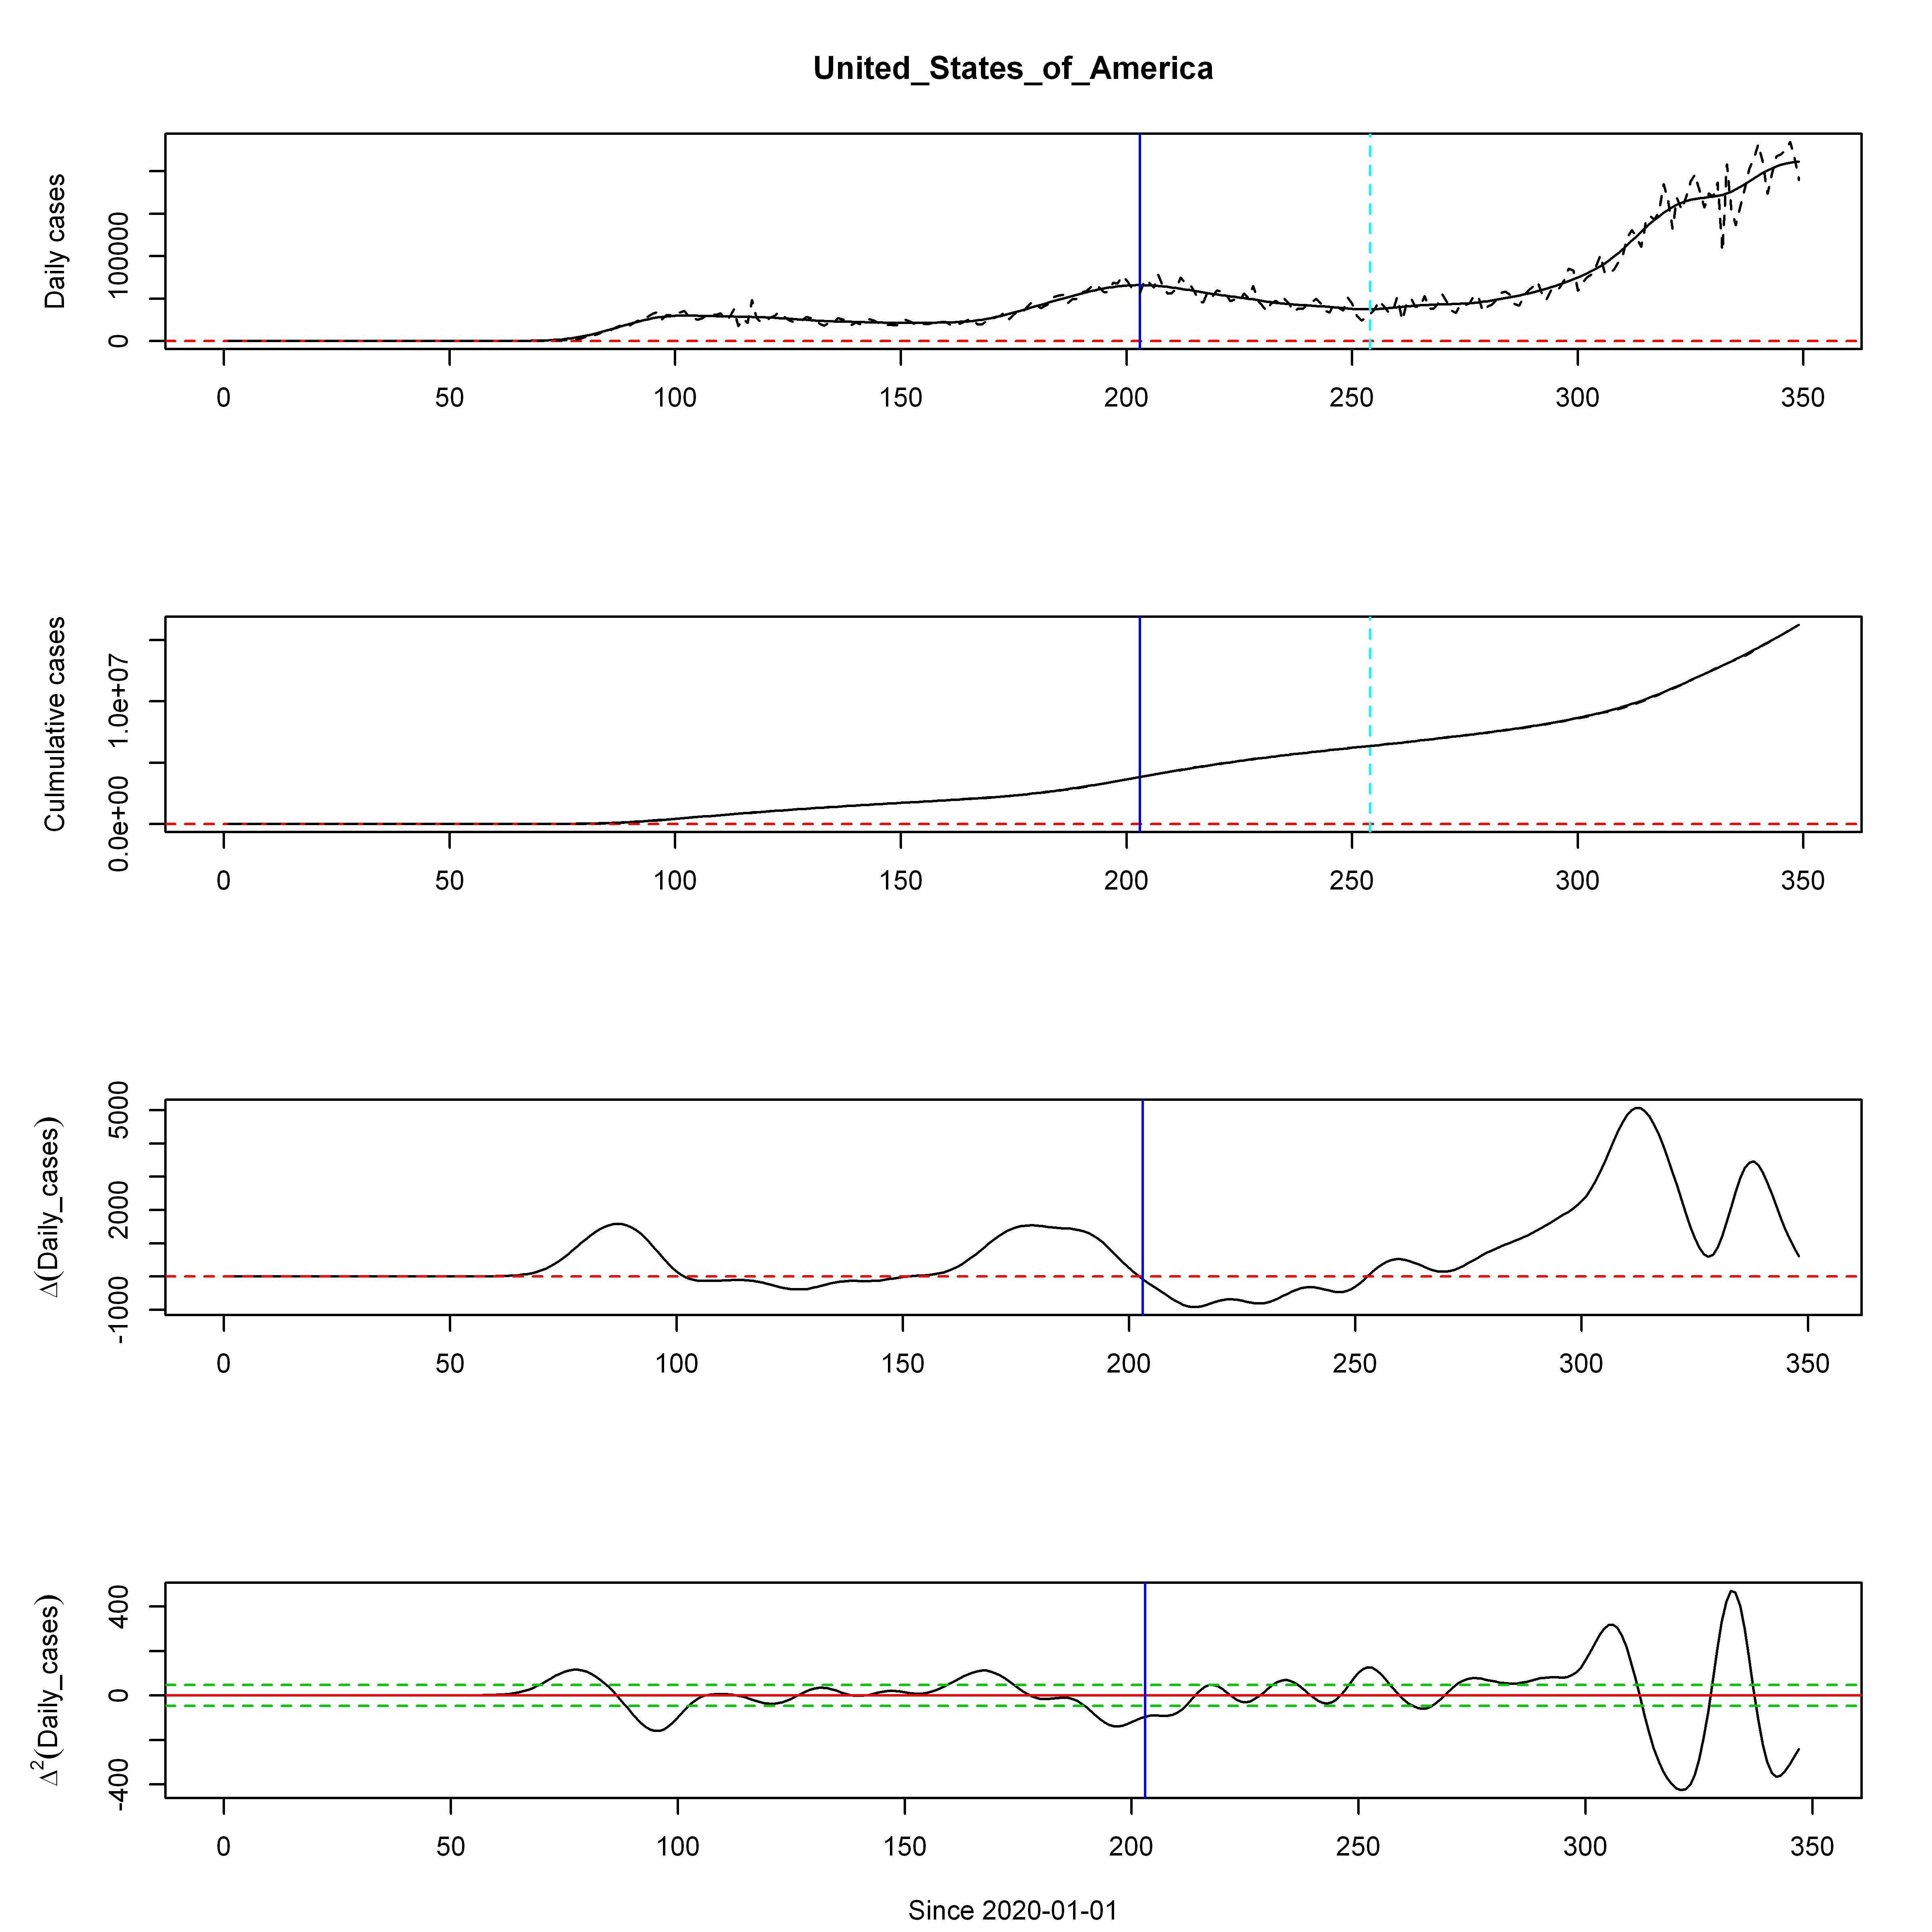 United_States_of_America
Daily cases
0
100000
0 50 100 150 200 250 300 350
Culmulative cases
0.0e+00
1.0e+07
0 50 100 150 200 250 300 350
Δ(Daily_cases)
-1000
2000
5000
0 50 100 150 200 250 300 350
Δ²(Daily_cases)
-400
0
400
0 50 100 150 200 250 300 350
Since 2020-01-01